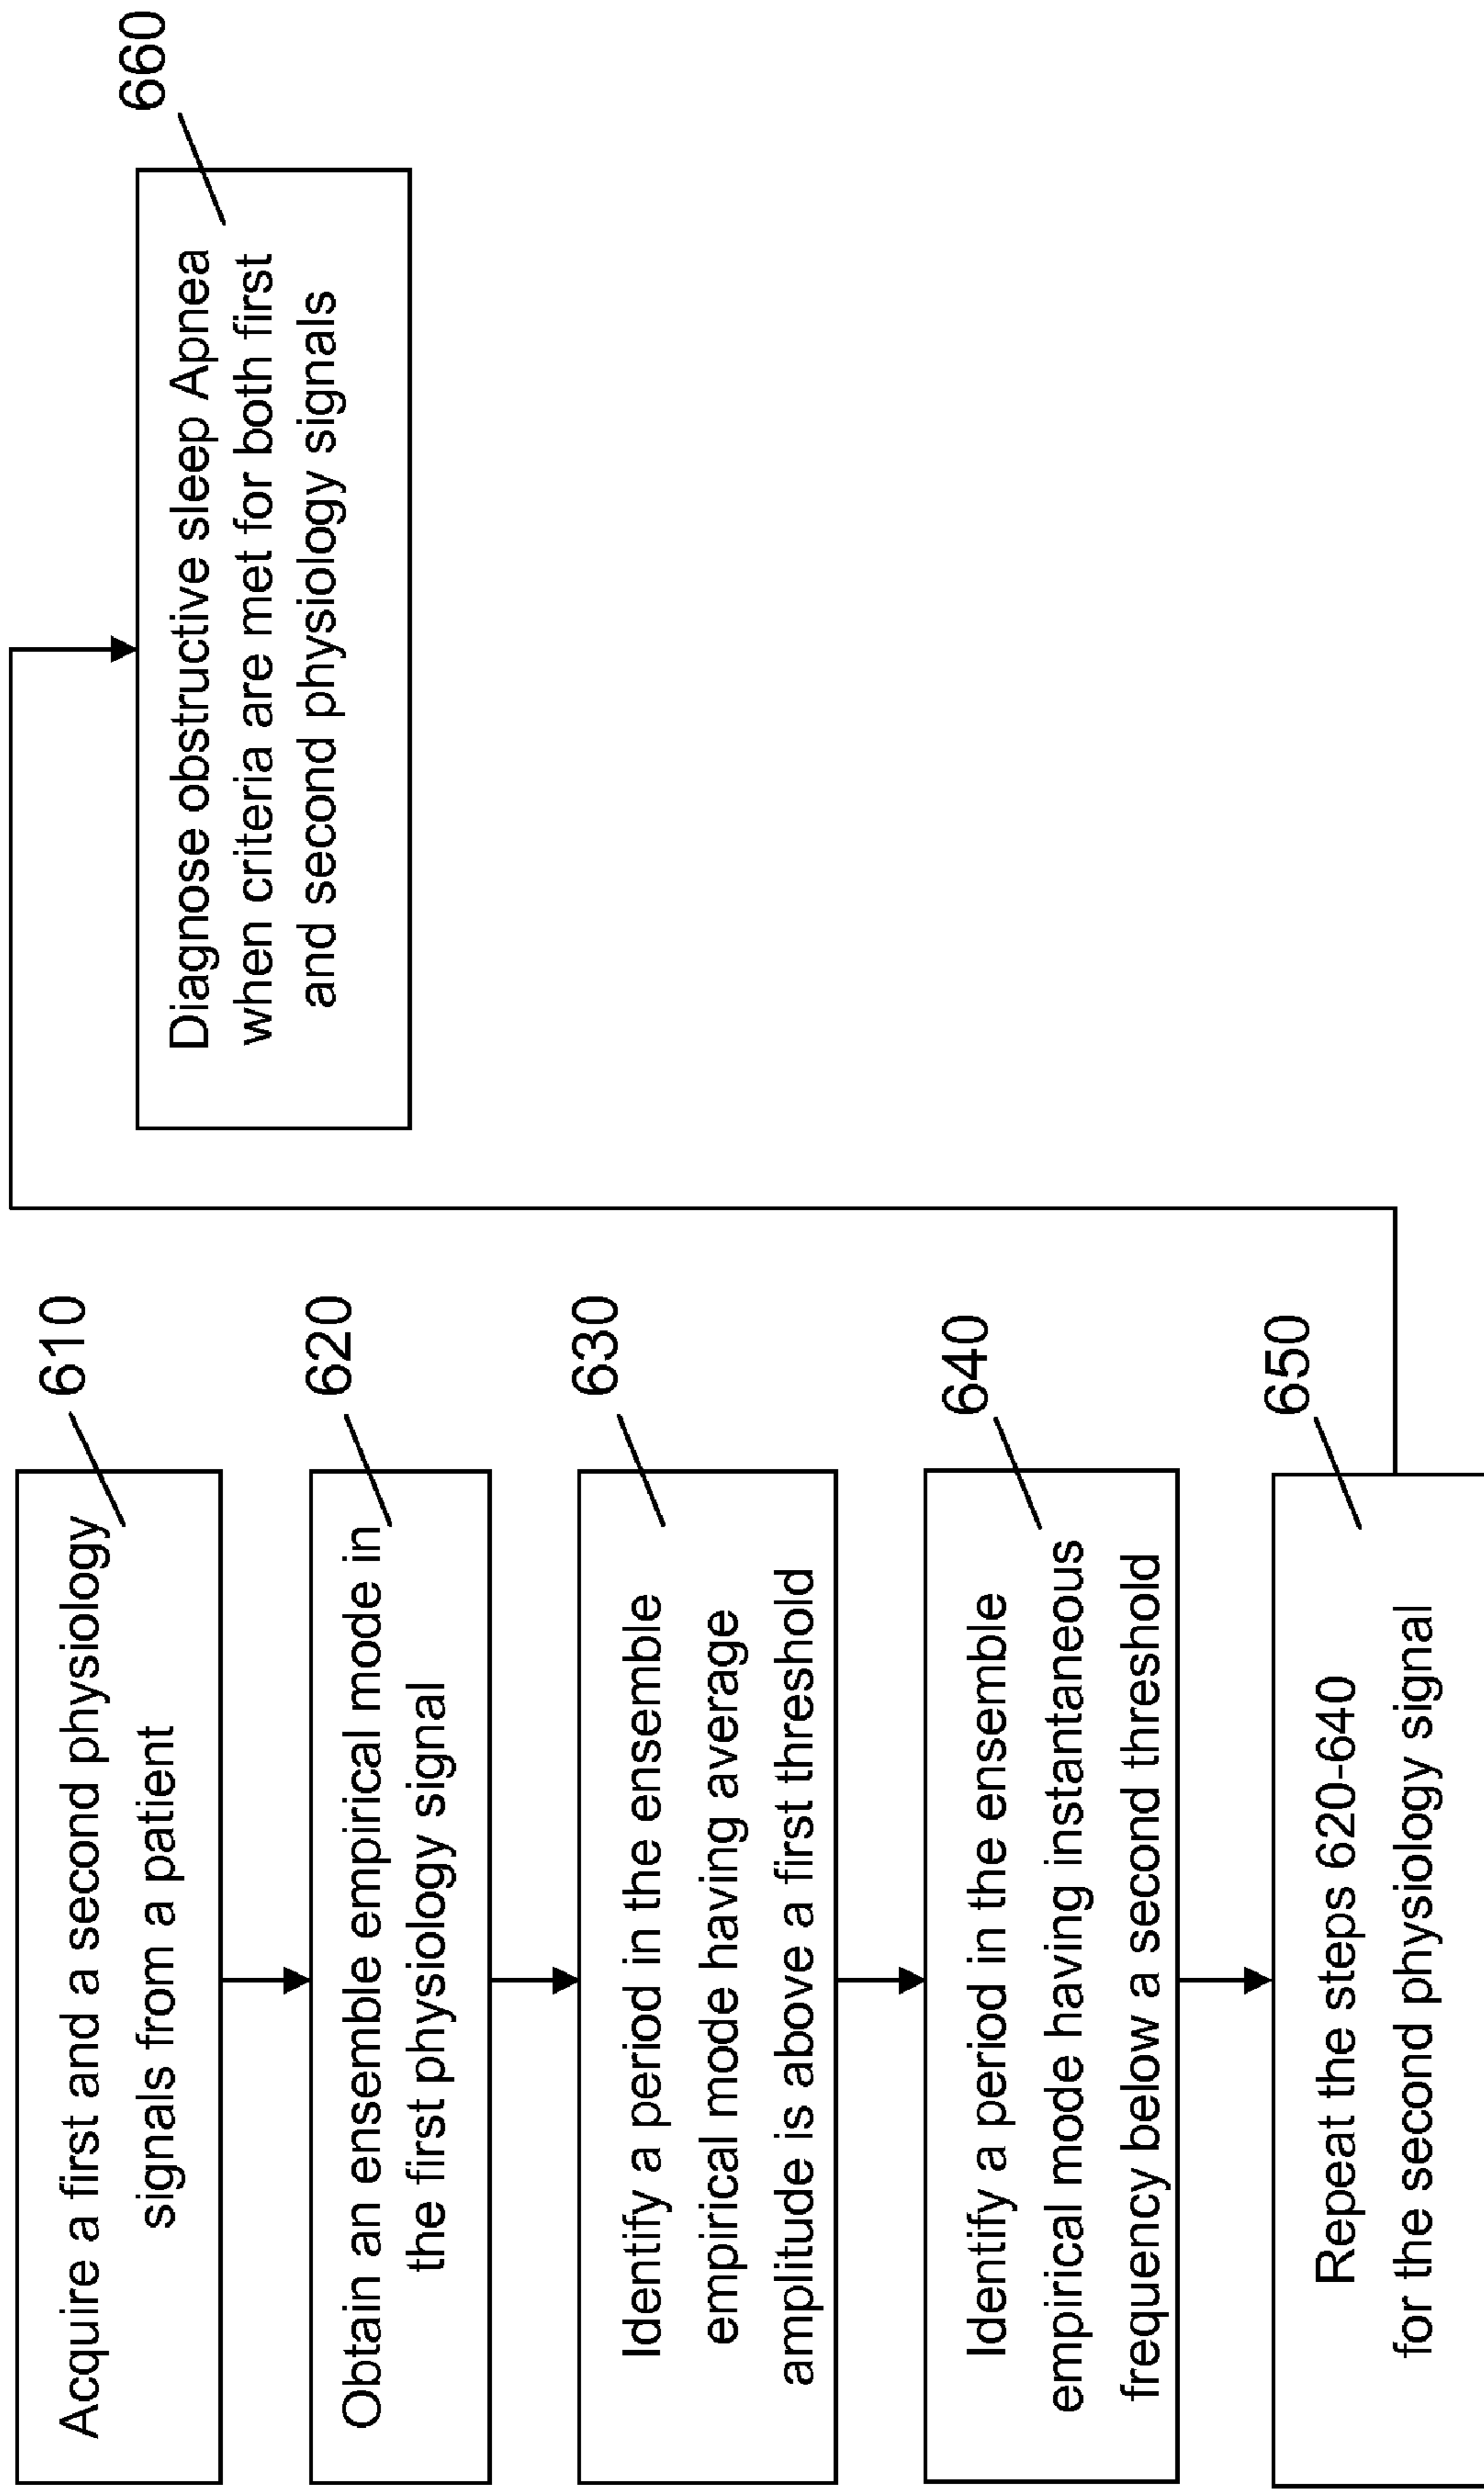 610
Acquire a first and a second physiology
signals from a patient
620
Obtain an ensemble empirical mode in
the first physiology signal
630
Identify a period in the ensemble
empirical mode having average
amplitude is above a first threshold
640
Identify a period in the ensemble
empirical mode having instantaneous
frequency below a second threshold
650
Repeat the steps 620-640
for the second physiology signal
660
Diagnose obstructive sleep Apnea
when criteria are met for both first
and second physiology signals